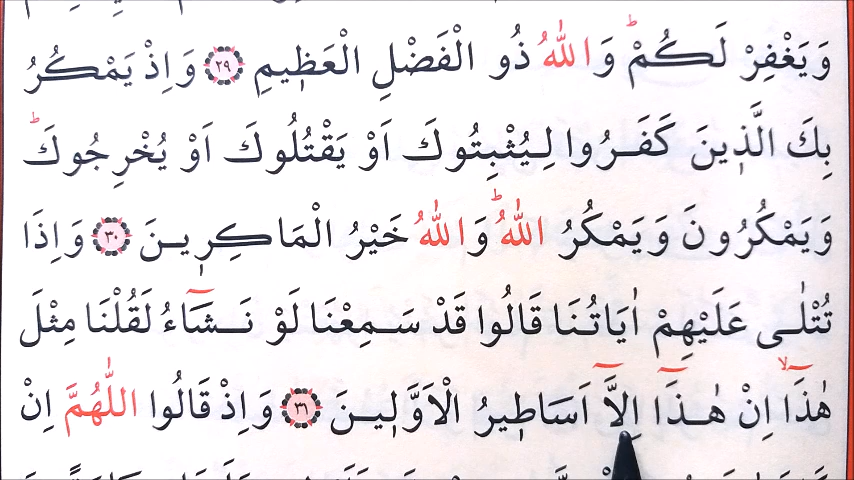 وَيَغْفِرْ لَكُمْۜ وَاللّٰهُ ذُو الْفَضْلِ الْعَظ۪يمِ ﴿٢٩﴾ وَاِذْ يَمْكُرُ
بِكَ الَّذ۪ينَ كَفَرُوا لِيُثْبِتُوكَ اَوْ يَقْتُلُوكَ اَوْ يُخْرِجُوكَۜ
وَيَمْكُرُونَ وَيَمْكُرُ اللّٰهُۜ وَاللّٰهُ خَيْرُ الْمَاكِر۪ينَ ﴿٣٠﴾ وَاِذَا
تُتْلٰى عَلَيْهِمْ اٰيَاتُنَا قَالُوا قَدْ سَمِعْنَا لَوْ نَشَٓاءُ لَقُلْنَا مِثْلَ
هٰذَٓاۙ اِنْ هٰذَٓا اِلَّٓا اَسَاط۪يرُ الْاَوَّل۪ينَ ﴿٣١﴾ وَاِذْ قَالُوا اللّٰهُمَّ اِنْ